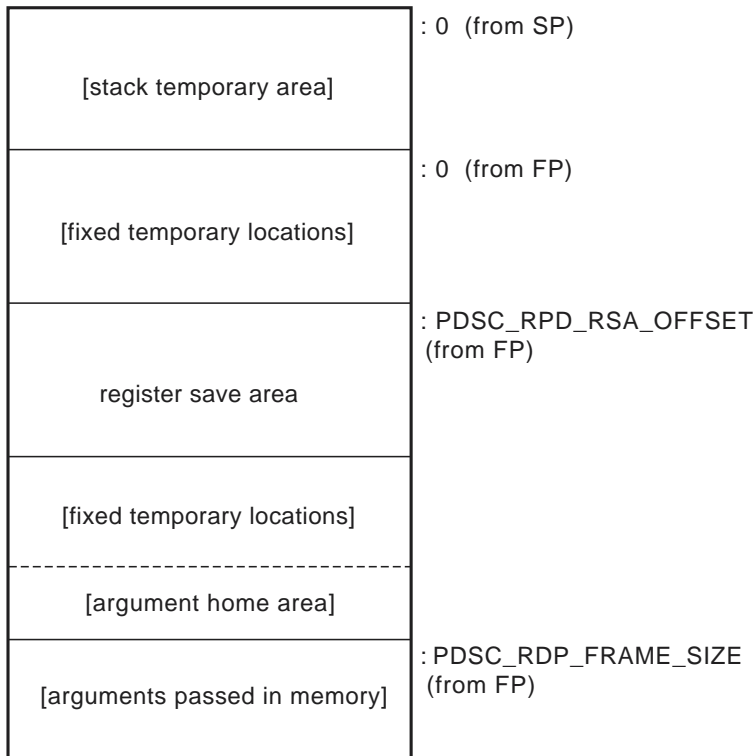 : 0 (from SP)
[stack temporary area]
: 0 (from FP)
[fixed temporary locations]
: PDSC_RPD_RSA_OFFSET
(from FP)
register save area
[fixed temporary locations]
[argument home area]
: PDSC_RDP_FRAME_SIZE
(from FP)
[arguments passed in memory]